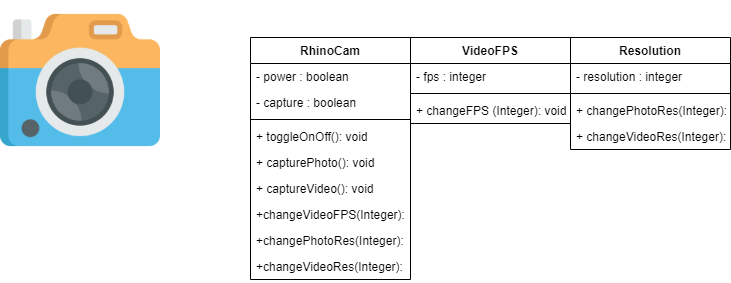 RhinoCam
- power : boolean
- capture : boolean
+ toggleOnOff(): void
+ capturePhoto(): void
+ captureVideo(): void
+changeVideoFPS(Integer):
+changePhotoRes(Integer):
+changeVideoRes(Integer):
VideoFPS
- fps : integer
+ changeFPS (Integer): void
Resolution
- resolution : integer
+ changePhotoRes(Integer):
+ changeVideoRes(Integer):